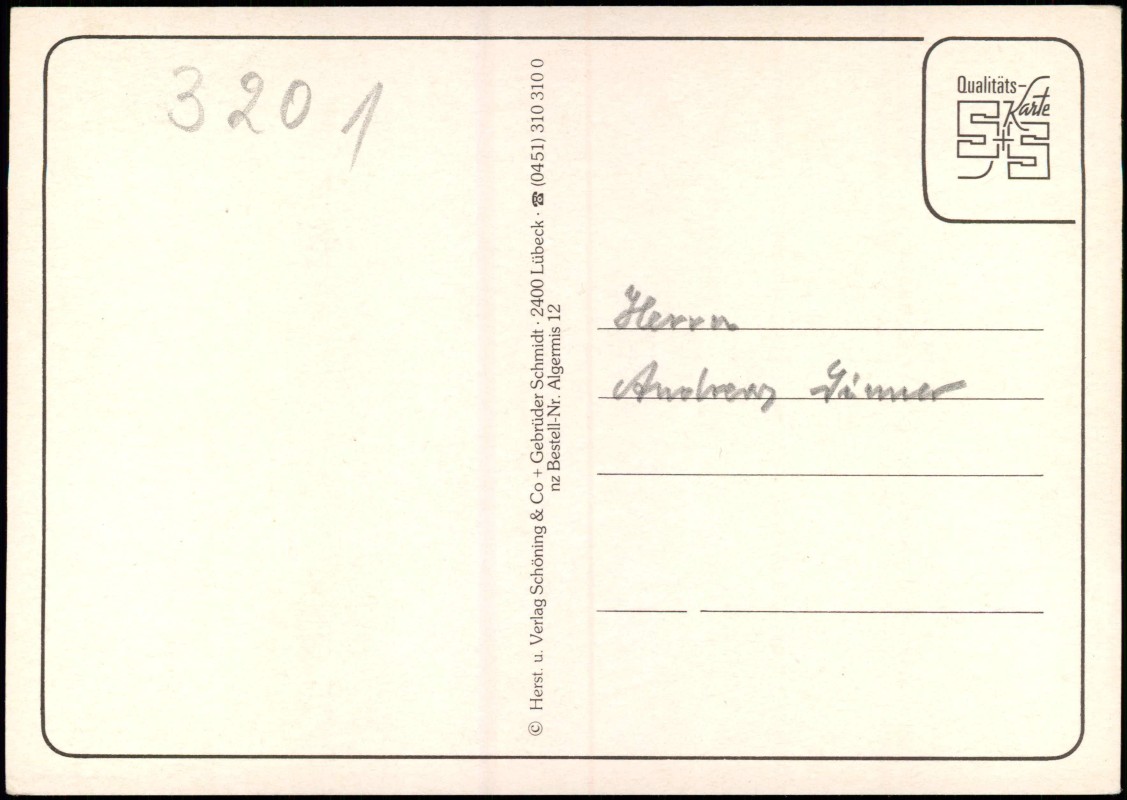 3201
Qualitäts-
Karte
S+S
© Herst. u. Verlag Schöning & Co + Gebrüder Schmidt · 2400 Lübeck · ☎ (0451) 310 310 0
nz Bestell-Nr. Algermis 12
Herrn
Andreas